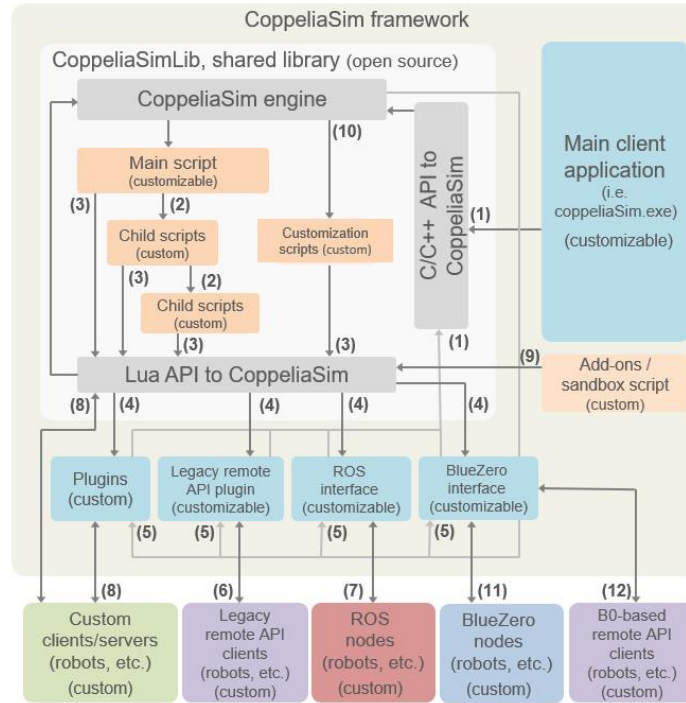 CoppeliaSim framework
CoppeliaSimLib, shared library (open source)
CoppeliaSim engine
(10)
Main script
(customizable)
(3)
(2)
Child scripts
(custom)
Customization
scripts (custom)
(3)
(2)
Child scripts
(custom)
(3)
(3)
C/C++ API to
CoppeliaSim
(1)
(1)
Main client
application
(i.e.
coppeliaSim.exe)
(customizable)
Lua API to CoppeliaSim
(9)
Add-ons /
sandbox script
(custom)
(8)
(4)
(4)
(4)
(4)
Plugins
(custom)
Legacy remote
API plugin
(customizable)
ROS
interface
(customizable)
BlueZero
interface
(customizable)
(5)
(5)
(5)
(5)
(8)
(6)
(7)
(11)
(12)
Custom
clients/servers
(robots, etc.)
(custom)
Legacy
remote API
clients
(robots, etc.)
(custom)
ROS
nodes
(robots, etc.)
(custom)
BlueZero
nodes
(robots, etc.)
(custom)
B0-based
remote API
clients
(robots, etc.)
(custom)